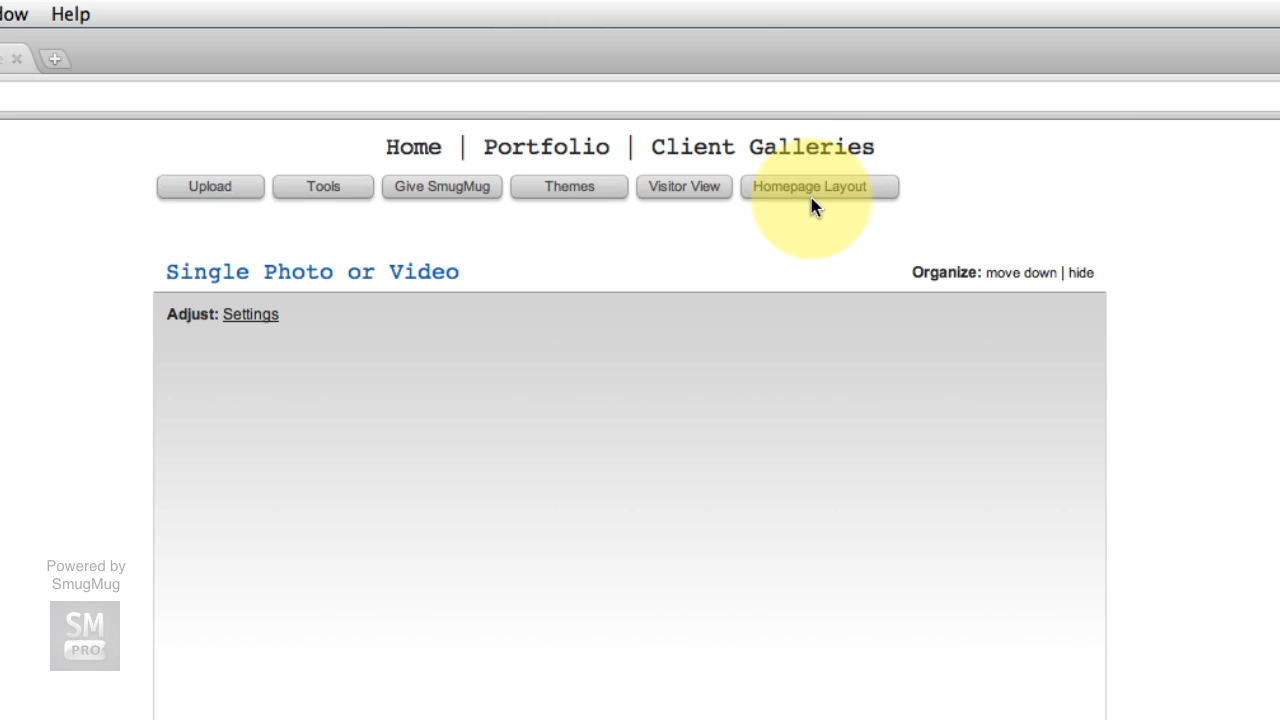 dow Help
Home | Portfolio | Client Galleries
Upload Tools Give SmugMug Themes Visitor View Homepage Layout
Single Photo or Video
Organize: move down | hide
Adjust: Settings
Powered by
SmugMug
SM
PRO